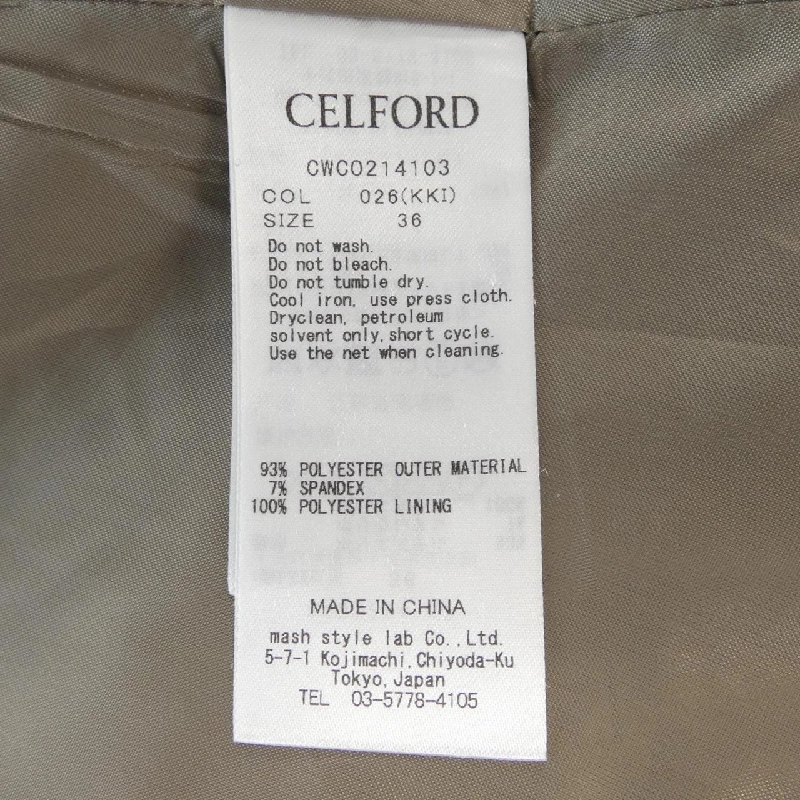 CELFORD
CWCO214103
COL 026(KKI)
SIZE 36
Do not wash.
Do not bleach.
Do not tumble dry.
Cool iron, use press cloth.
Dryclean, petroleum
solvent only, short cycle.
Use the net when cleaning.
93% POLYESTER OUTER MATERIAL
7% SPANDEX
100% POLYESTER LINING
MADE IN CHINA
mash style lab Co., Ltd.
5-7-1 Kojimachi, Chiyoda-Ku
Tokyo, Japan
TEL 03-5778-4105